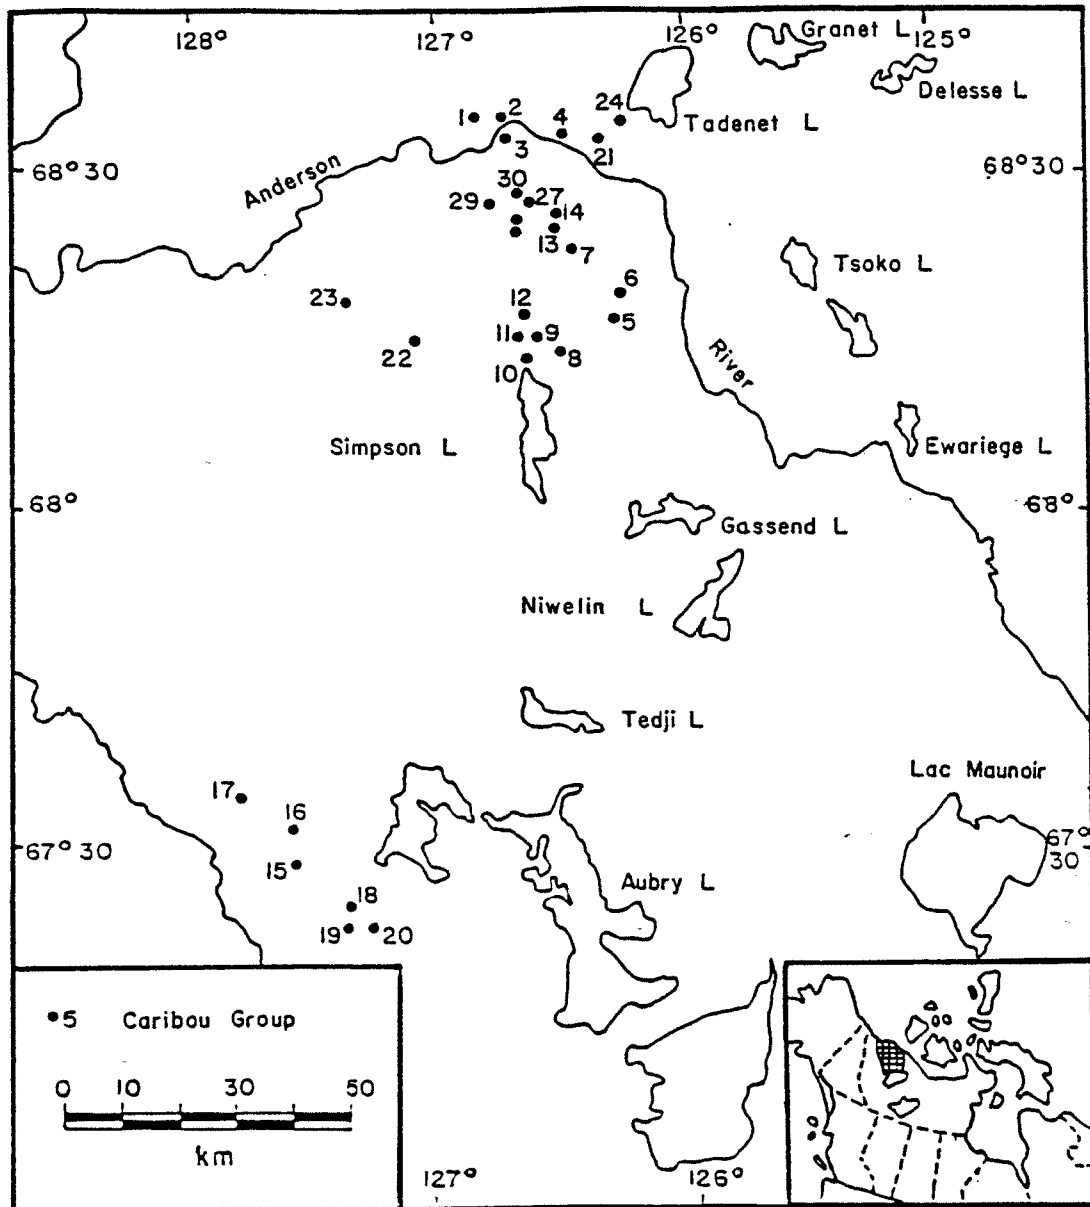 128°
127°
126°
125°
Granet L
Delesse L
Tadenet L
24
1
2
4
3
21
68°30
68°30
Anderson
30
29
27
14
13
7
Tsoko L
6
23
12
5
11
9
22
10
8
River
Simpson L
Ewariege L
68°
68°
Gassend L
Niwelin L
Tedji L
Lac Maunoir
17
16
67°30
67°
30
15
Aubry L
18
19
20
•5 Caribou Group
0 10 30 50
km
127°
126°